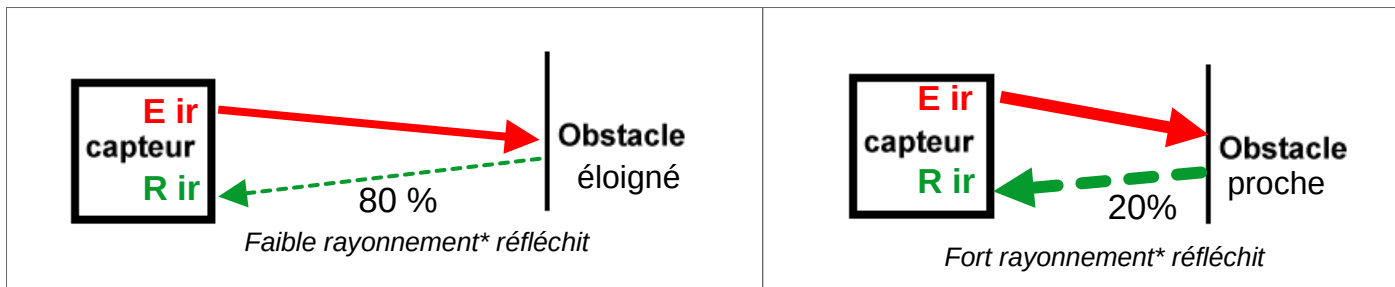 E ir
capteur
R ir
Obstacle
éloigné
80 %
Faible rayonnement* réfléchit
E ir
capteur
R ir
Obstacle
proche
20%
Fort rayonnement* réfléchit